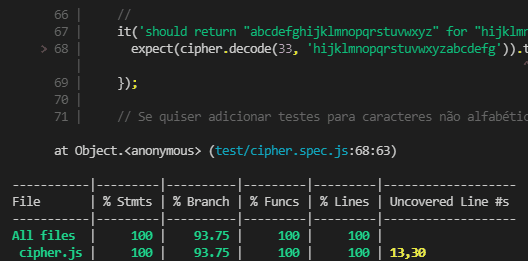 66 | //
67 | it('should return "abcdefghijklmnopqrstuvwxyz" for "hijklmn
> 68 | expect(cipher.decode(33, 'hijklmnopqrstuvwxyzabcdefg')).t
| ^
69 | });
70 |
71 | // Se quiser adicionar testes para caracteres não alfabétic
at Object.<anonymous> (test/cipher.spec.js:68:63)
-----------|---------|----------|---------|---------|-------------------
File | % Stmts | % Branch | % Funcs | % Lines | Uncovered Line #s
-----------|---------|----------|---------|---------|-------------------
All files | 100 | 93.75 | 100 | 100 |
cipher.js | 100 | 93.75 | 100 | 100 | 13,30